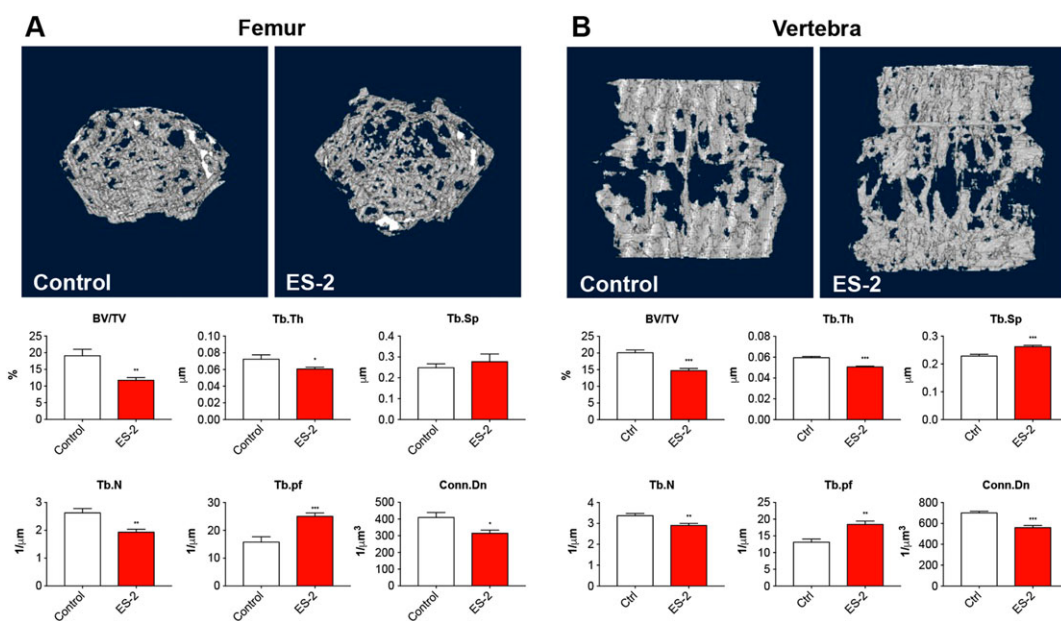 A Femur
B Vertebra
Control
ES-2
Control
ES-2
BV/TV
%
25
20
15
10
5
0
**
Control
ES-2
Tb.Th
μm
0.10
0.08
0.06
0.04
0.02
0.00
*
Control
ES-2
Tb.Sp
μm
0.4
0.3
0.2
0.1
0.0
Control
ES-2
BV/TV
%
25
20
15
10
5
0
***
Ctrl
ES-2
Tb.Th
μm
0.08
0.06
0.04
0.02
0.00
***
Ctrl
ES-2
Tb.Sp
μm
0.3
0.2
0.1
0.0
***
Ctrl
ES-2
Tb.N
1/μm
3
2
1
0
**
Control
ES-2
Tb.pf
1/μm
30
20
10
0
***
Control
ES-2
Conn.Dn
1/μm³
500
400
300
200
100
0
*
Control
ES-2
Tb.N
1/μm
4
3
2
1
0
**
Ctrl
ES-2
Tb.pf
1/μm
25
20
15
10
5
0
**
Ctrl
ES-2
Conn.Dn
1/μm³
800
600
400
200
0
***
Ctrl
ES-2